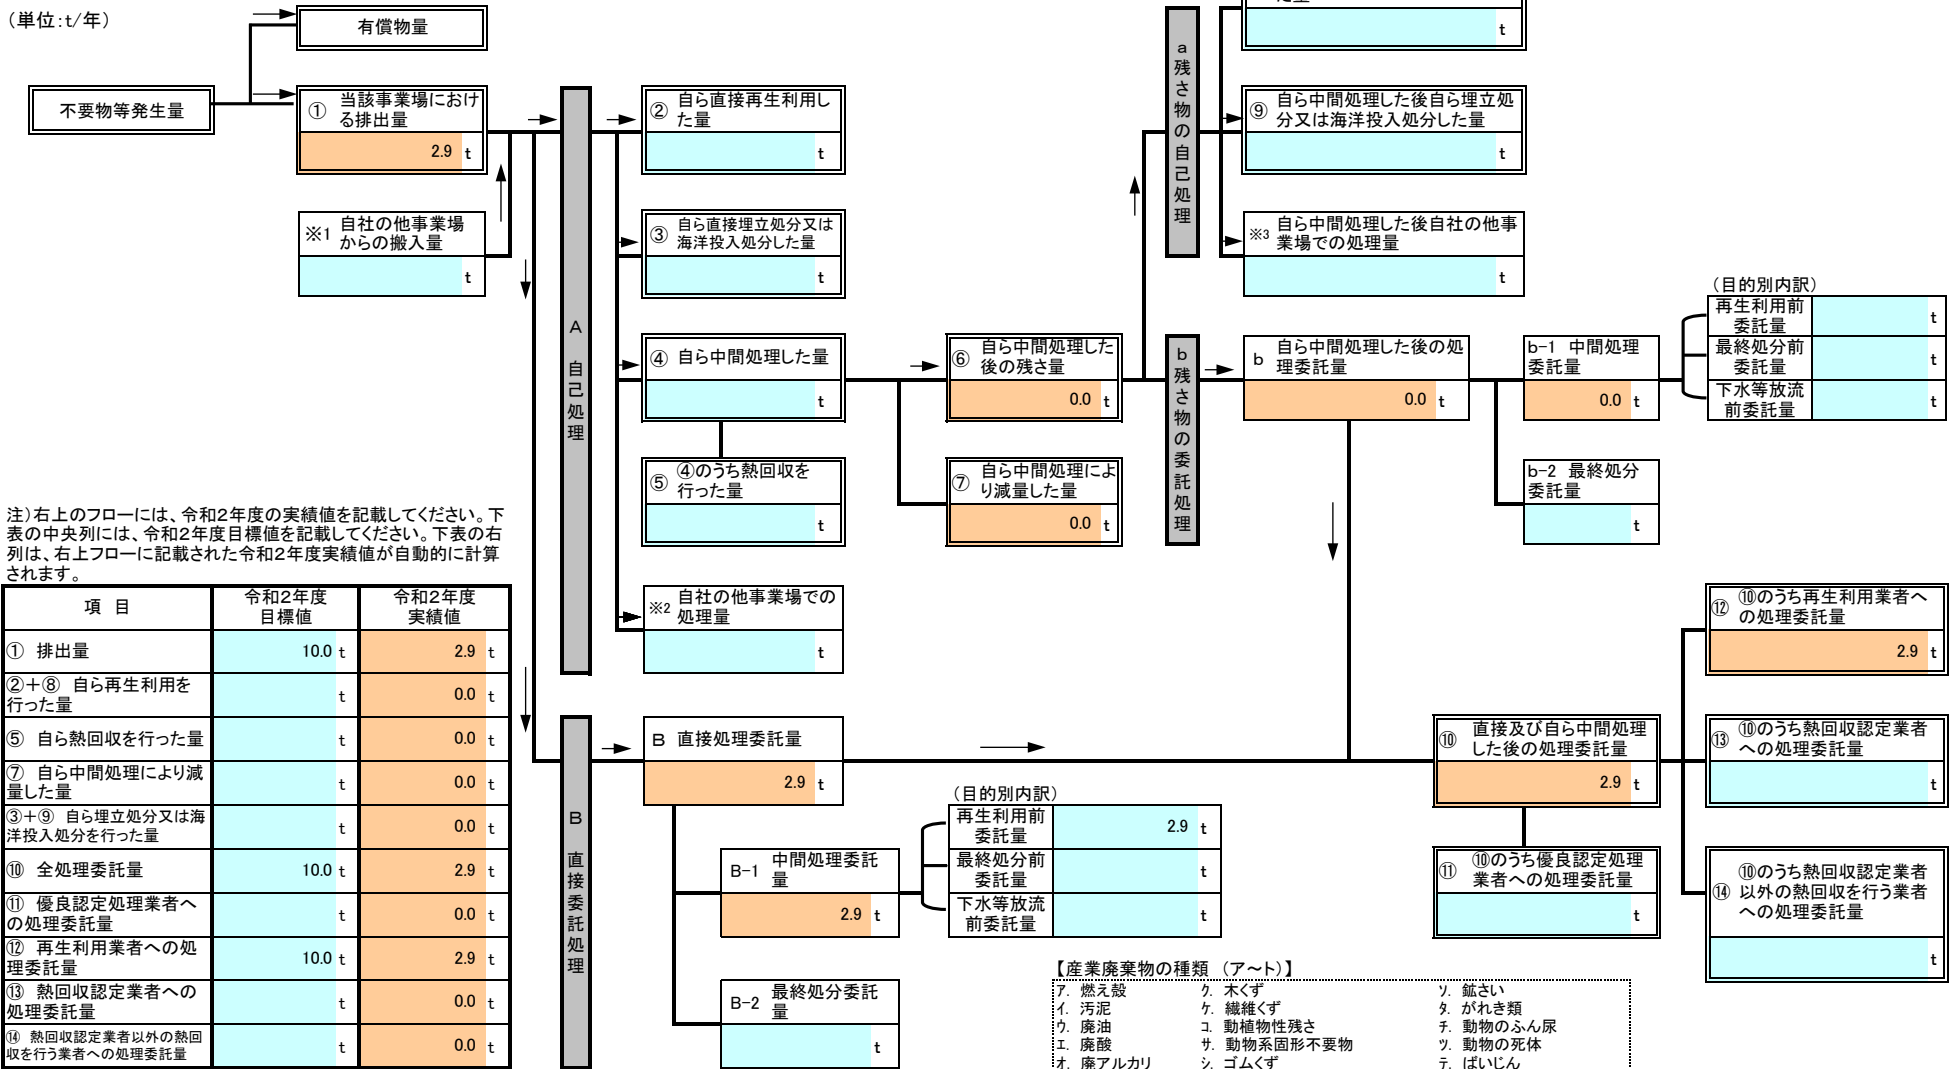 (単位:t/年)
有償物量
不要物等発生量
① 当該事業場におけ
る排出量
2.9 t
※1 自社の他事業場
からの搬入量
t
A 自己処理
② 自ら直接再生利用し
た量
t
③ 自ら直接埋立処分又は
海洋投入処分した量
t
④ 自ら中間処理した量
t
⑤ ④のうち熱回収を
行った量
t
※2 自社の他事業場での
処理量
t
⑥ 自ら中間処理した
後の残さ量
0.0 t
⑦ 自ら中間処理によ
り減量した量
0.0 t
a 残さ物の自己処理
t
⑨ 自ら中間処理した後自ら埋立処
分又は海洋投入処分した量
t
※3 自ら中間処理した後自社の他事
業場での処理量
t
b 残さ物の委託処理
b 自ら中間処理した後の処
理委託量
0.0 t
b-1 中間処理
委託量
0.0 t
b-2 最終処分
委託量
t
(目的別内訳)
再生利用前
委託量
t
最終処分前
委託量
t
下水等放流
前委託量
t
注)右上のフローには、令和2年度の実績値を記載してください。下
表の中央列には、令和2年度目標値を記載してください。下表の右
列は、右上フローに記載された令和2年度実績値が自動的に計算
されます。
項 目 令和2年度
目標値 令和2年度
実績値
① 排出量 10.0 t 2.9 t
②+⑧ 自ら再生利用を
行った量 t 0.0 t
⑤ 自ら熱回収を行った量 t 0.0 t
⑦ 自ら中間処理により減
量した量 t 0.0 t
③+⑨ 自ら埋立処分又は海
洋投入処分を行った量 t 0.0 t
⑩ 全処理委託量 10.0 t 2.9 t
⑪ 優良認定処理業者へ
の処理委託量 t 0.0 t
⑫ 再生利用業者への処
理委託量 10.0 t 2.9 t
⑬ 熱回収認定業者への
処理委託量 t 0.0 t
⑭ 熱回収認定業者以外の熱回
収を行う業者への処理委託量 t 0.0 t
B 直接委託処理
B 直接処理委託量
2.9 t
B-1 中間処理委託
量
2.9 t
B-2 最終処分委託
量
t
(目的別内訳)
再生利用前
委託量
2.9 t
最終処分前
委託量
t
下水等放流
前委託量
t
⑩ 直接及び自ら中間処理
した後の処理委託量
2.9 t
⑪ ⑩のうち優良認定処理
業者への処理委託量
t
⑫ ⑩のうち再生利用業者へ
の処理委託量
2.9 t
⑬ ⑩のうち熱回収認定業者
への処理委託量
t
⑭ ⑩のうち熱回収認定業者
以外の熱回収を行う業者
への処理委託量
t
【産業廃棄物の種類 (ア~ト)】
ア. 燃え殻 ク. 木くず ソ. 鉱さい
イ. 汚泥 ケ. 繊維くず タ. がれき類
ウ. 廃油 コ. 動植物性残さ チ. 動物のふん尿
エ. 廃酸 サ. 動物系固形不要物 ツ. 動物の死体
オ. 廃アルカリ シ. ゴムくず テ. ばいじん